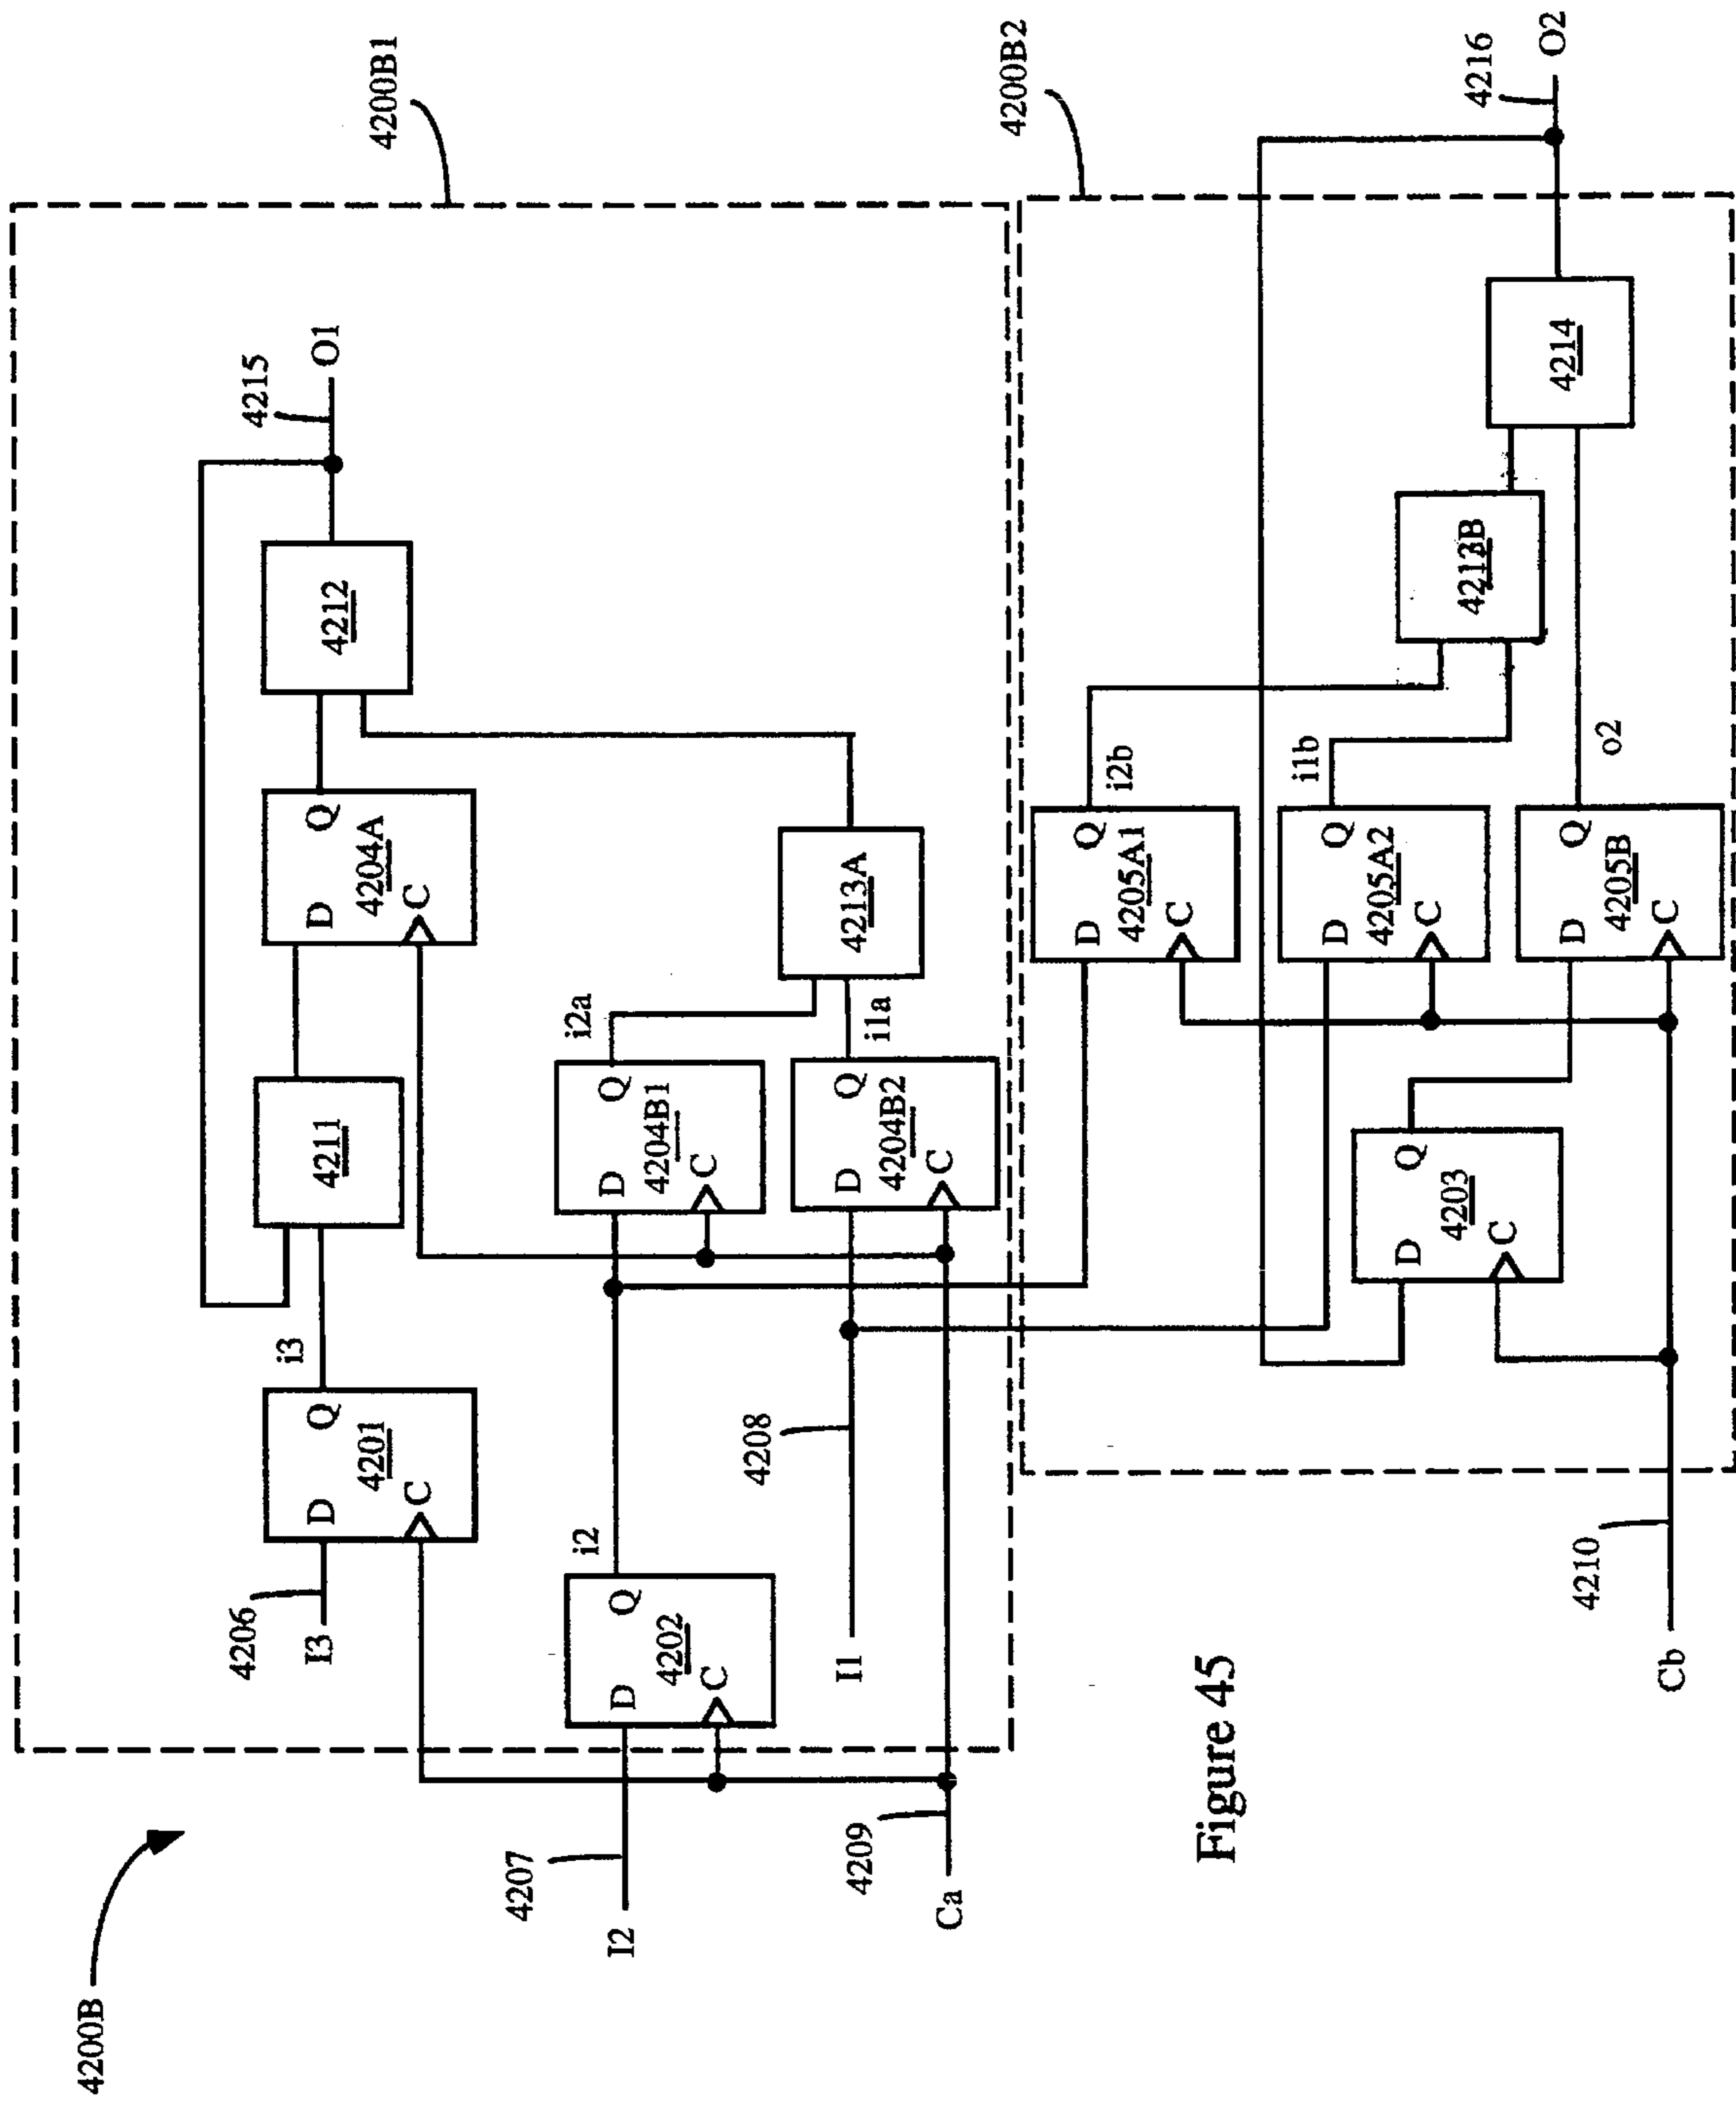 4200B
4200B1
4200B2
4206
I3
D
Q
4201
C
i3
4211
D
Q
4204A
C
4212
4215
O1
4207
I2
D
Q
4202
C
i2
D
Q
4204B1
C
i2a
4208
I1
D
Q
4204B2
C
i1a
4213A
4209
Ca
D
Q
4205A1
C
i2b
D
Q
4205A2
C
i1b
4213B
D
Q
4203
C
D
Q
4205B
C
o2
4214
4216
O2
4210
Cb
Figure 45